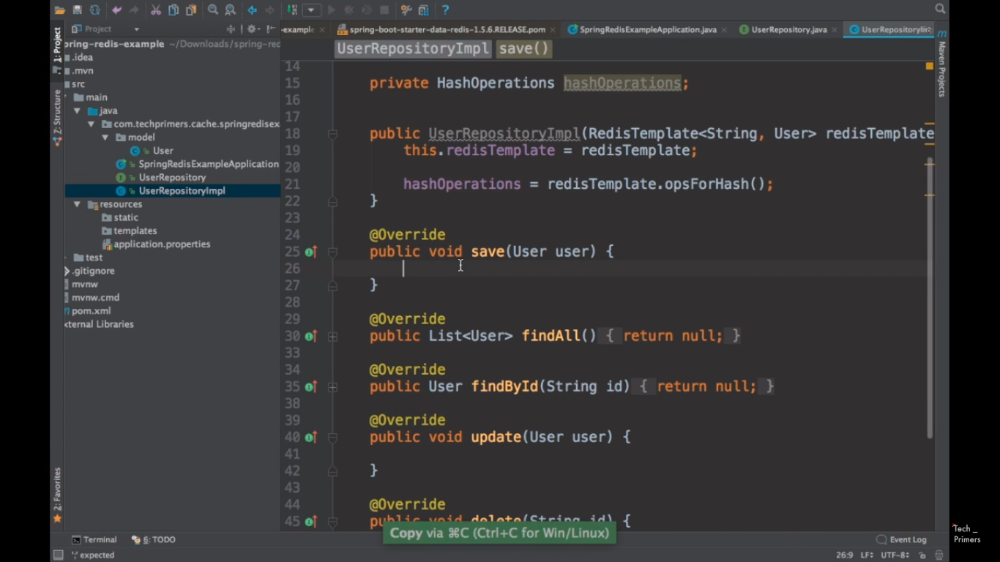 -example
spring-boot-starter-data-redis-1.5.6.RELEASE.pom
SpringRedisExampleApplication.java
UserRepository.java
UserRepositoryIm
Project
UserRepositoryImpl save()
1: Project
Z: Structure
2: Favorites
Maven Projects
pring-redis-example ~/Downloads/spring-red
.idea
.mvn
src
main
java
com.techprimers.cache.springredisex
model
User
SpringRedisExampleApplication
UserRepository
UserRepositoryImpl
resources
static
templates
application.properties
test
.gitignore
mvnw
mvnw.cmd
pom.xml
xternal Libraries
14
15 private HashOperations hashOperations;
16
17
18 public UserRepositoryImpl(RedisTemplate<String, User> redisTemplate
19 this.redisTemplate = redisTemplate;
20
21 hashOperations = redisTemplate.opsForHash();
22 }
23
24 @Override
25 public void save(User user) {
26
27 }
28
29 @Override
30 public List<User> findAll() { return null; }
33
34 @Override
35 public User findById(String id) { return null; }
38
39 @Override
40 public void update(User user) {
41
42 }
43
44 @Override
45 public void delete(String id) {
Copy via ⌘C (Ctrl+C for Win/Linux)
Terminal
6: TODO
Event Log
';' expected
26:9 LF÷ UTF-8÷
Tech _
Primers